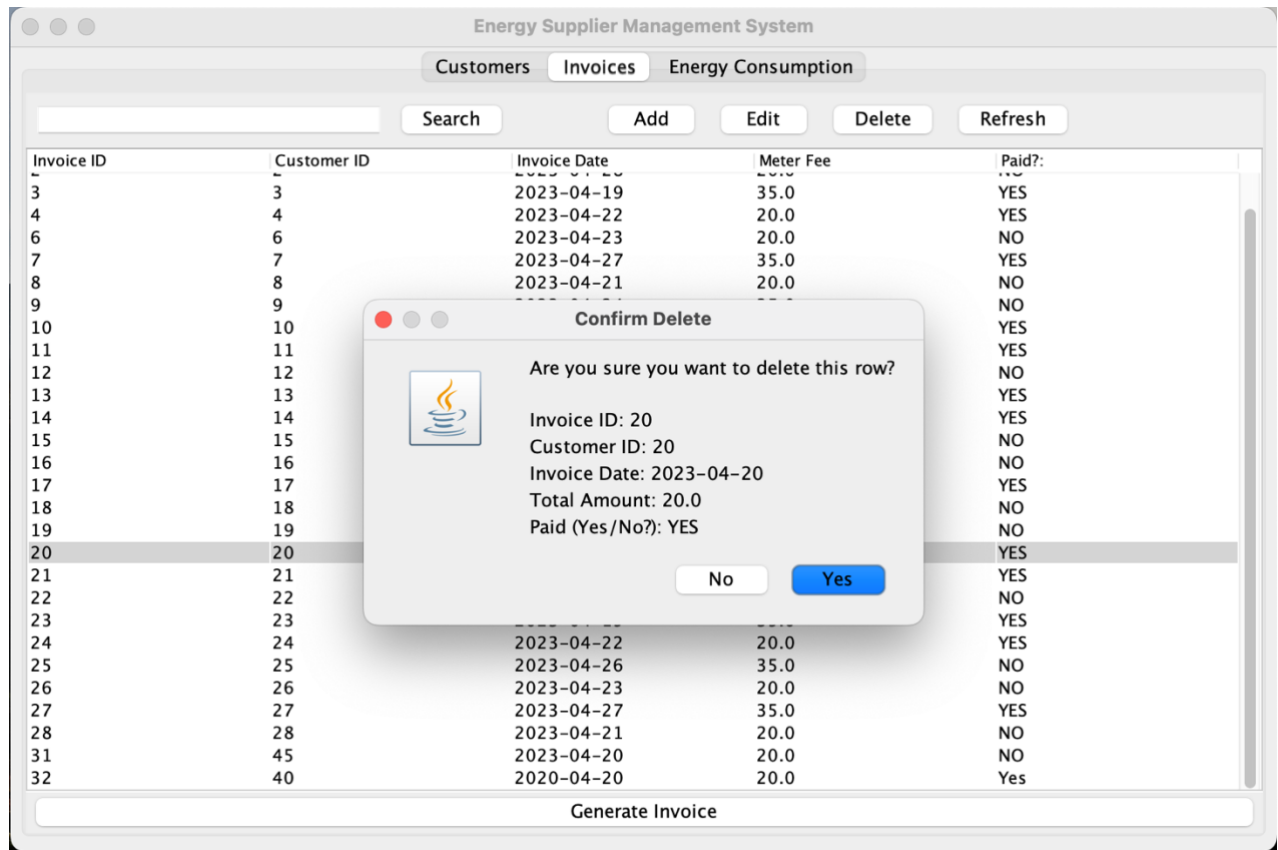 Energy Supplier Management System
Customers Invoices Energy Consumption
Search Add Edit Delete Refresh
Invoice ID Customer ID Invoice Date Meter Fee Paid?:
3 3 2023-04-19 35.0 YES
4 4 2023-04-22 20.0 YES
6 6 2023-04-23 20.0 NO
7 7 2023-04-27 35.0 YES
8 8 2023-04-21 20.0 NO
9 9 NO
10 10 YES
11 11 YES
12 12 NO
13 13 YES
14 14 YES
15 15 NO
16 16 NO
17 17 YES
18 18 NO
19 19 NO
20 20 YES
21 21 YES
22 22 NO
23 23 YES
24 24 2023-04-22 20.0 YES
25 25 2023-04-26 35.0 NO
26 26 2023-04-23 20.0 NO
27 27 2023-04-27 35.0 YES
28 28 2023-04-21 20.0 NO
31 45 2023-04-20 20.0 NO
32 40 2020-04-20 20.0 Yes
Confirm Delete
Are you sure you want to delete this row?
Invoice ID: 20
Customer ID: 20
Invoice Date: 2023-04-20
Total Amount: 20.0
Paid (Yes/No?): YES
No Yes
Generate Invoice